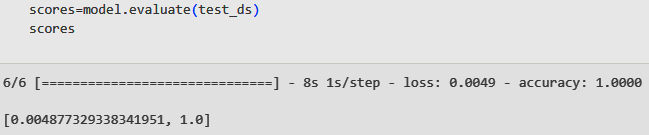 scores=model.evaluate(test_ds)
scores
6/6 [==============================] - 8s 1s/step - loss: 0.0049 - accuracy: 1.0000
[0.004877329338341951, 1.0]